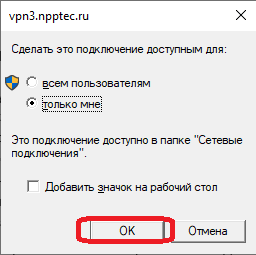 vpn3.npptec.ru
Сделать это подключение доступным для:
всем пользователям
только мне
Это подключение доступно в папке "Сетевые
подключения".
Добавить значок на рабочий стол
OK
Отмена